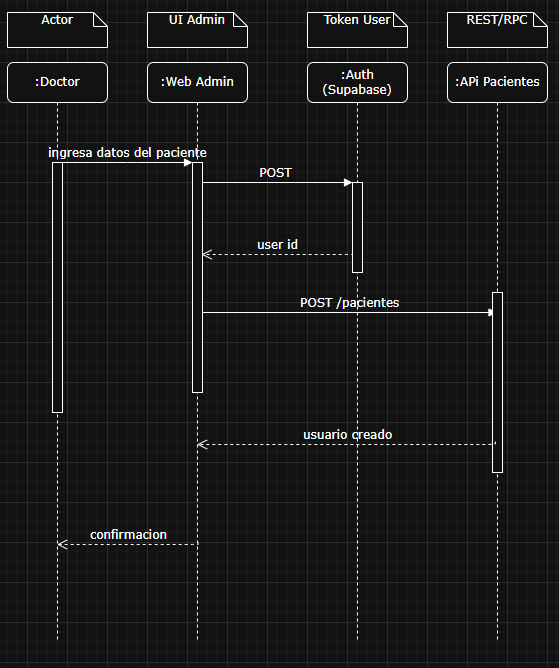 Actor
UI Admin
Token User
REST/RPC
:Doctor
:Web Admin
:Auth
(Supabase)
:APi Pacientes
ingresa datos del paciente
POST
user id
POST /pacientes
usuario creado
confirmacion